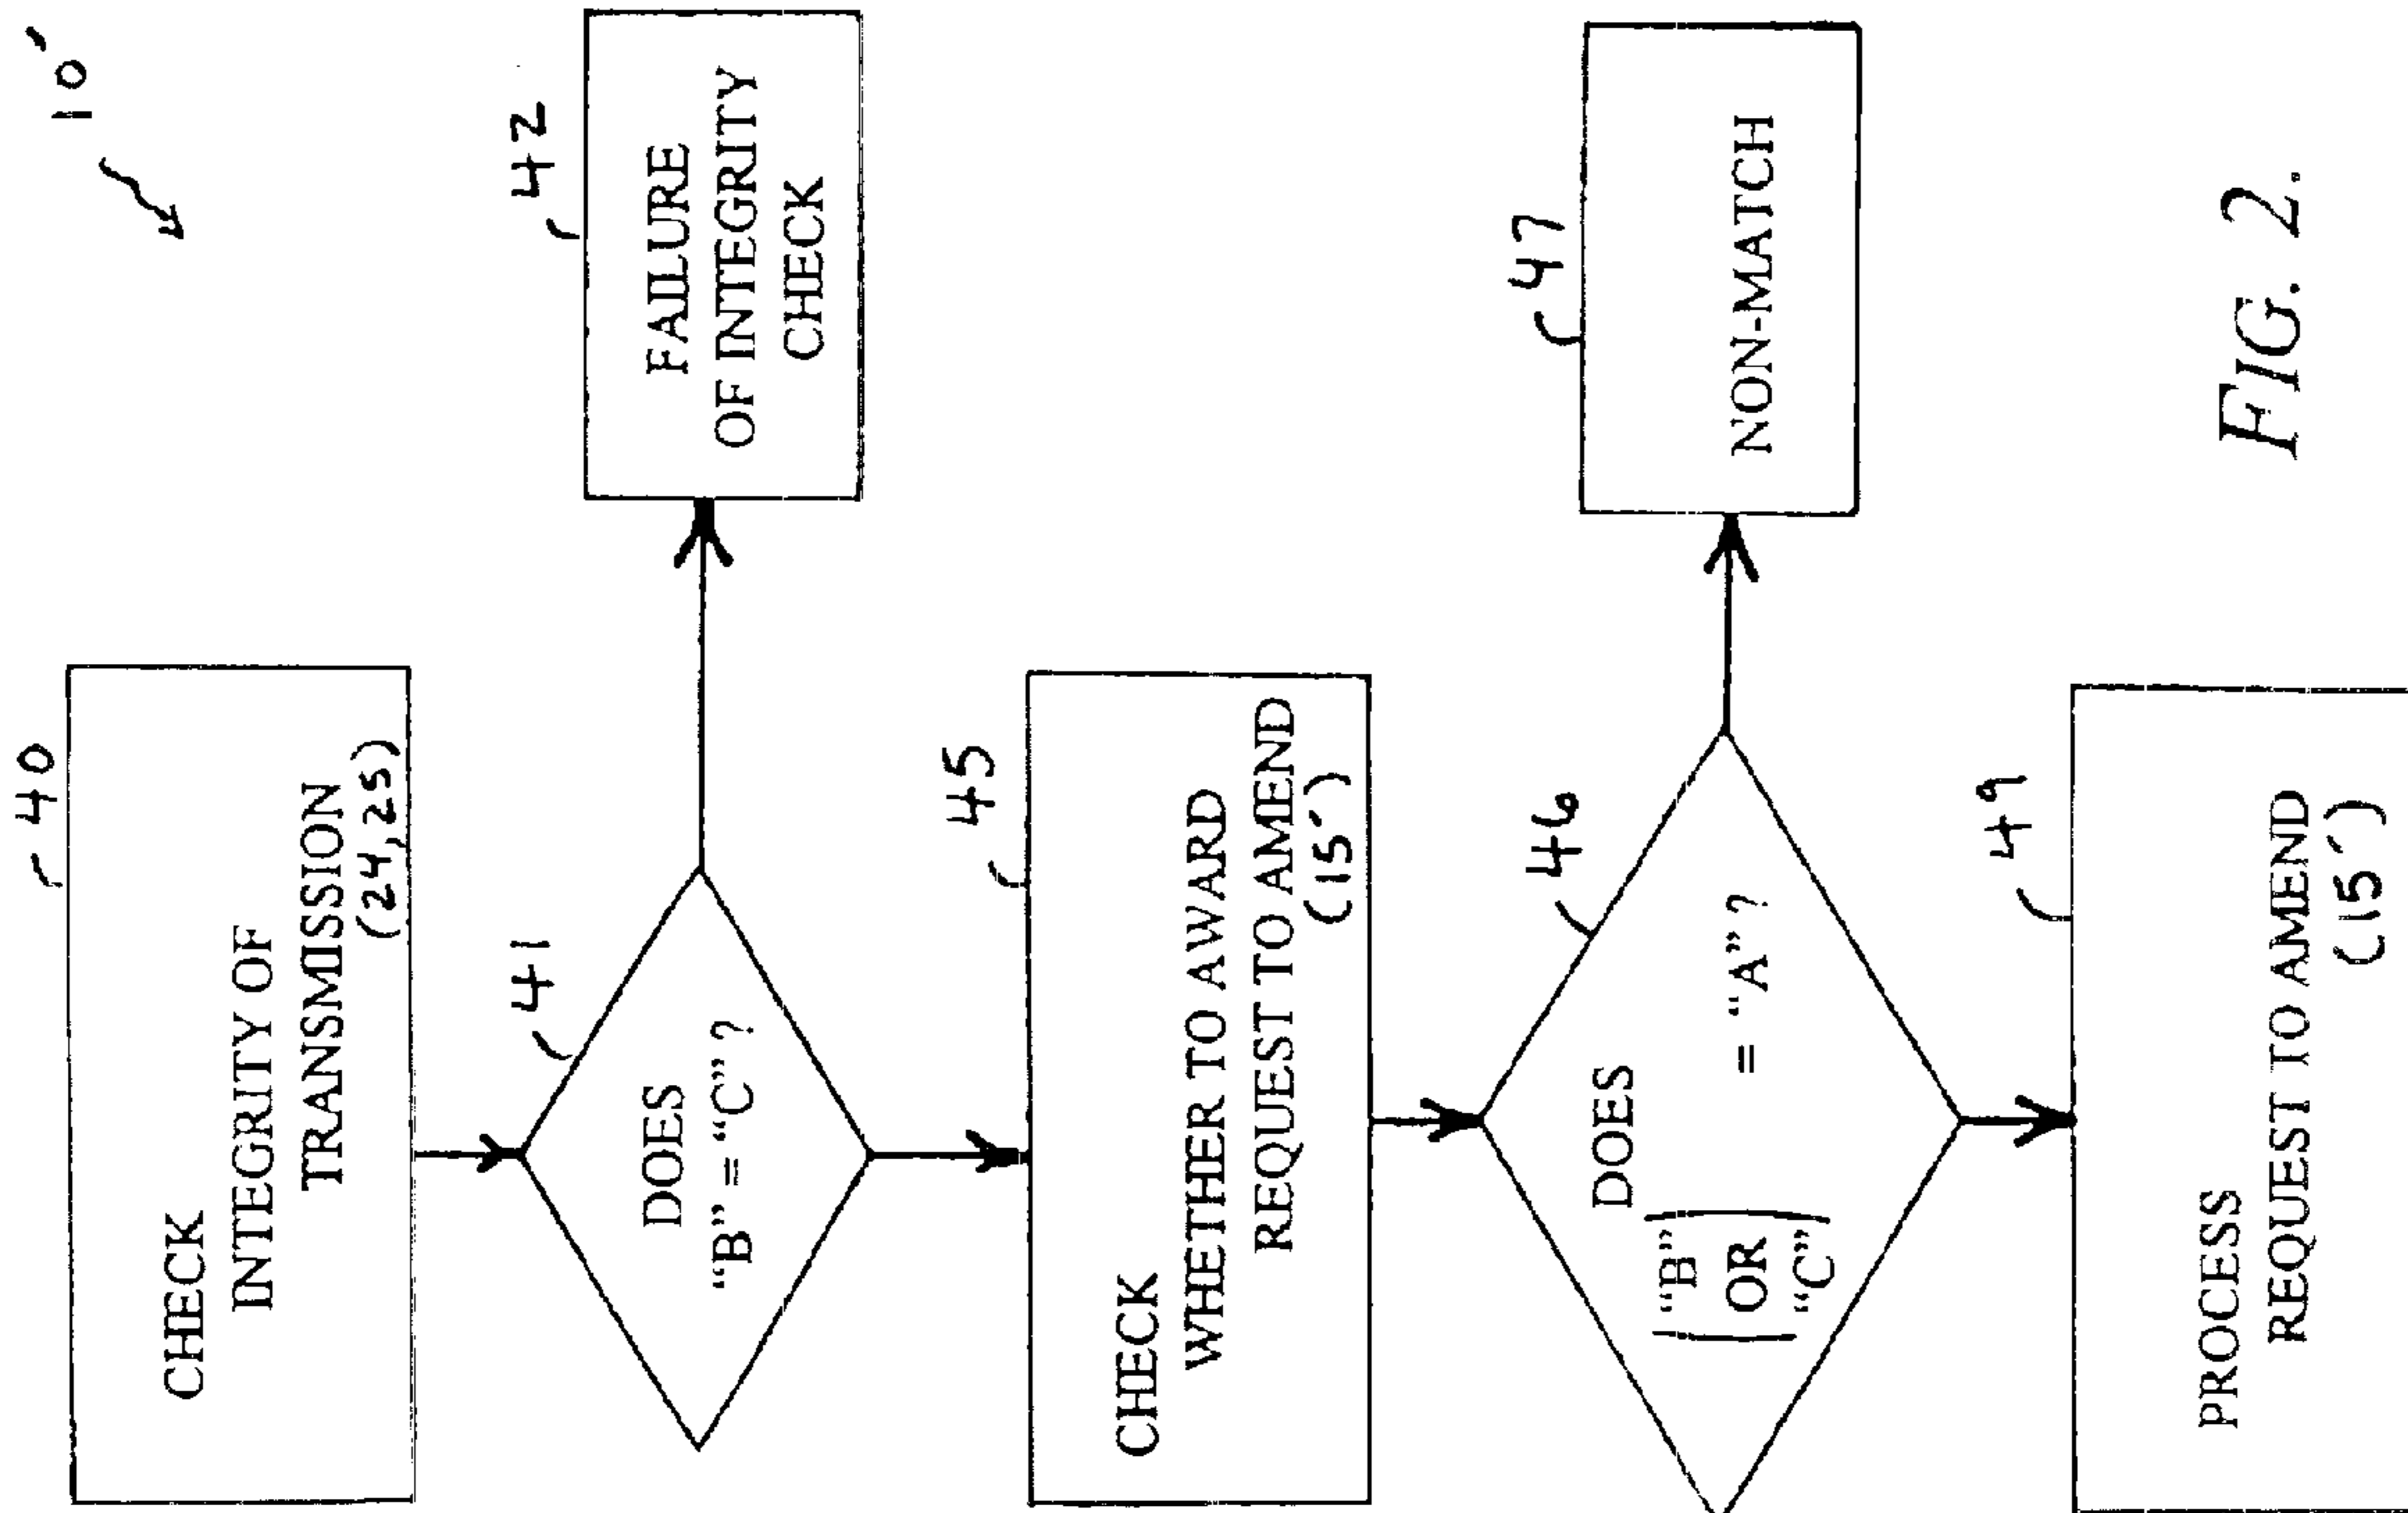 10'
40
CHECK
INTEGRITY OF
TRANSMISSION
(24,25)
41
DOES
"B" = "C" ?
42
FAILURE
OF INTEGRITY
CHECK
45
CHECK
WHETHER TO AWARD
REQUEST TO AMEND
(15')
46
DOES
"B"
OR
"C"
= "A" ?
47
NON-MATCH
49
PROCESS
REQUEST TO AMEND
(15')
FIG. 2.